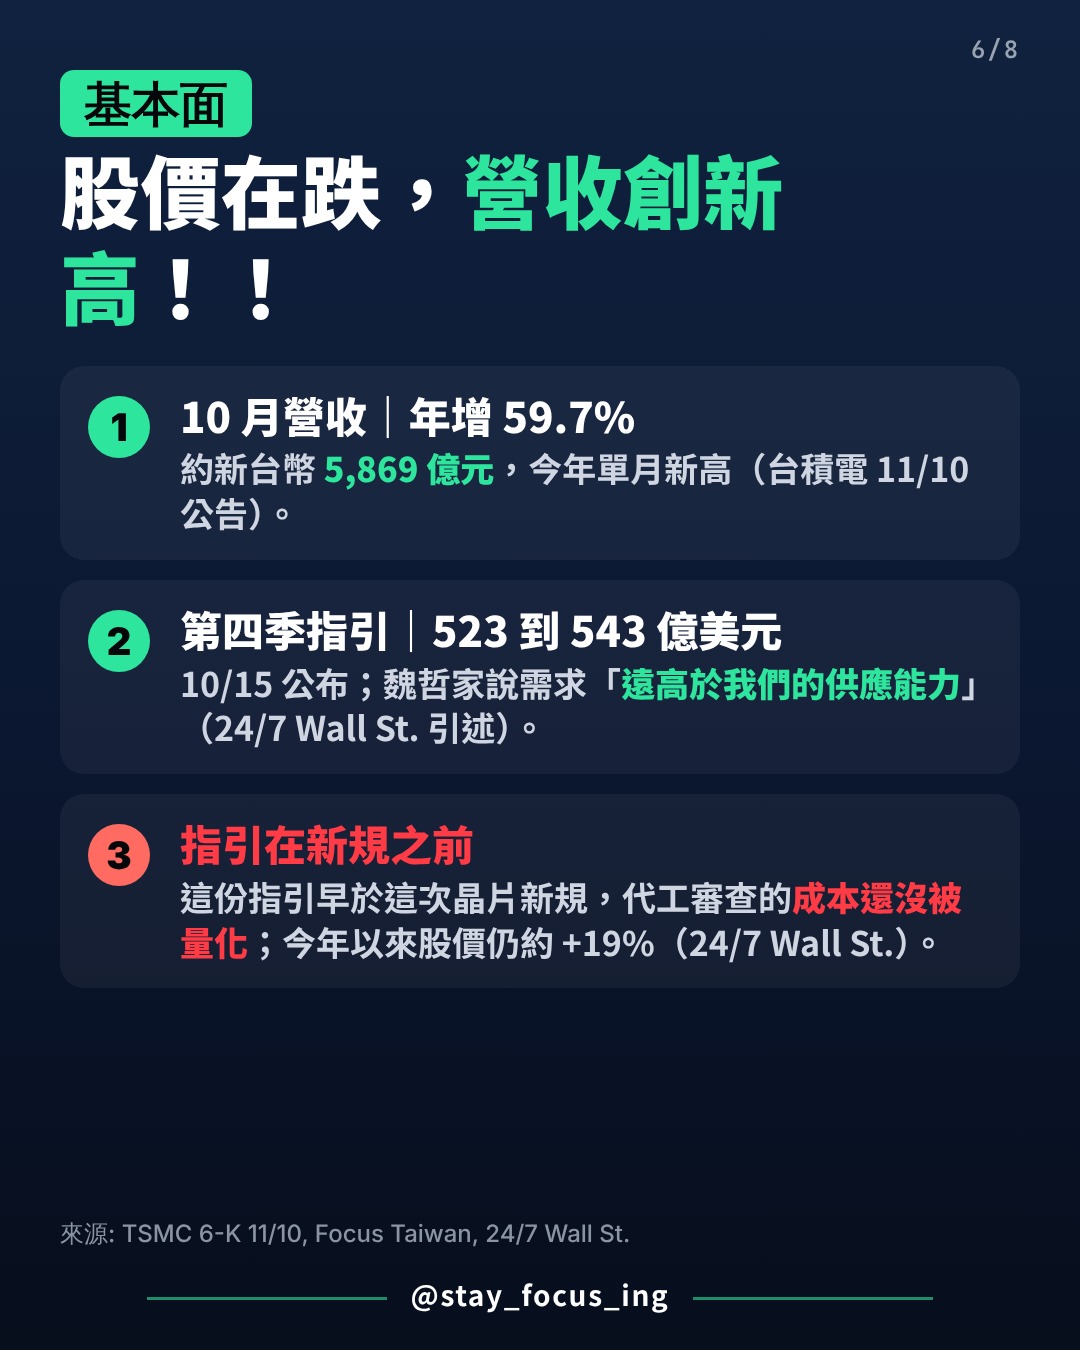 6/8
基本面
股價在跌，營收創新
高！！
1
10 月營收｜年增 59.7%
約新台幣 5,869 億元，今年單月新高（台積電 11/10
公告）。
2
第四季指引｜523 到 543 億美元
10/15 公布；魏哲家說需求「遠高於我們的供應能力」
（24/7 Wall St. 引述）。
3
指引在新規之前
這份指引早於這次晶片新規，代工審查的成本還沒被
量化；今年以來股價仍約 +19%（24/7 Wall St.）。
來源: TSMC 6-K 11/10, Focus Taiwan, 24/7 Wall St.
@stay_focus_ing